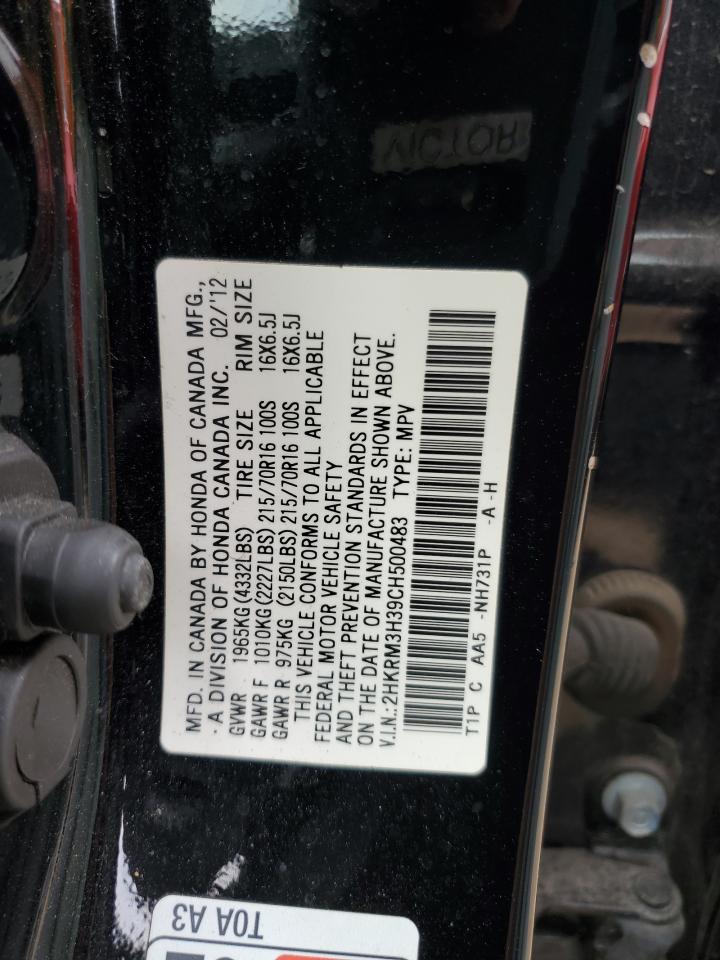 MFD. IN CANADA BY HONDA OF CANADA MFG.,
A DIVISION OF HONDA CANADA INC. 02/'12
GVWR 1965KG(4332LBS) TIRE SIZE RIM SIZE
GAWR F 1010KG(2227LBS)215/70R16 100S 16X6.5J
GAWR R 975KG (2150LBS)215/70R16 100S 16X6.5J
THIS VEHICLE CONFORMS TO ALL APPLICABLE
FEDERAL MOTOR VEHICLE SAFETY
AND THEFT PREVENTION STANDARDS IN EFFECT
ON THE DATE OF MANUFACTURE SHOWN ABOVE.
V.I.N.:2HKRM3H39CH500483 TYPE: MPV
T1P C AA5 -NH731P -A-H
T0A A3
VICTOR